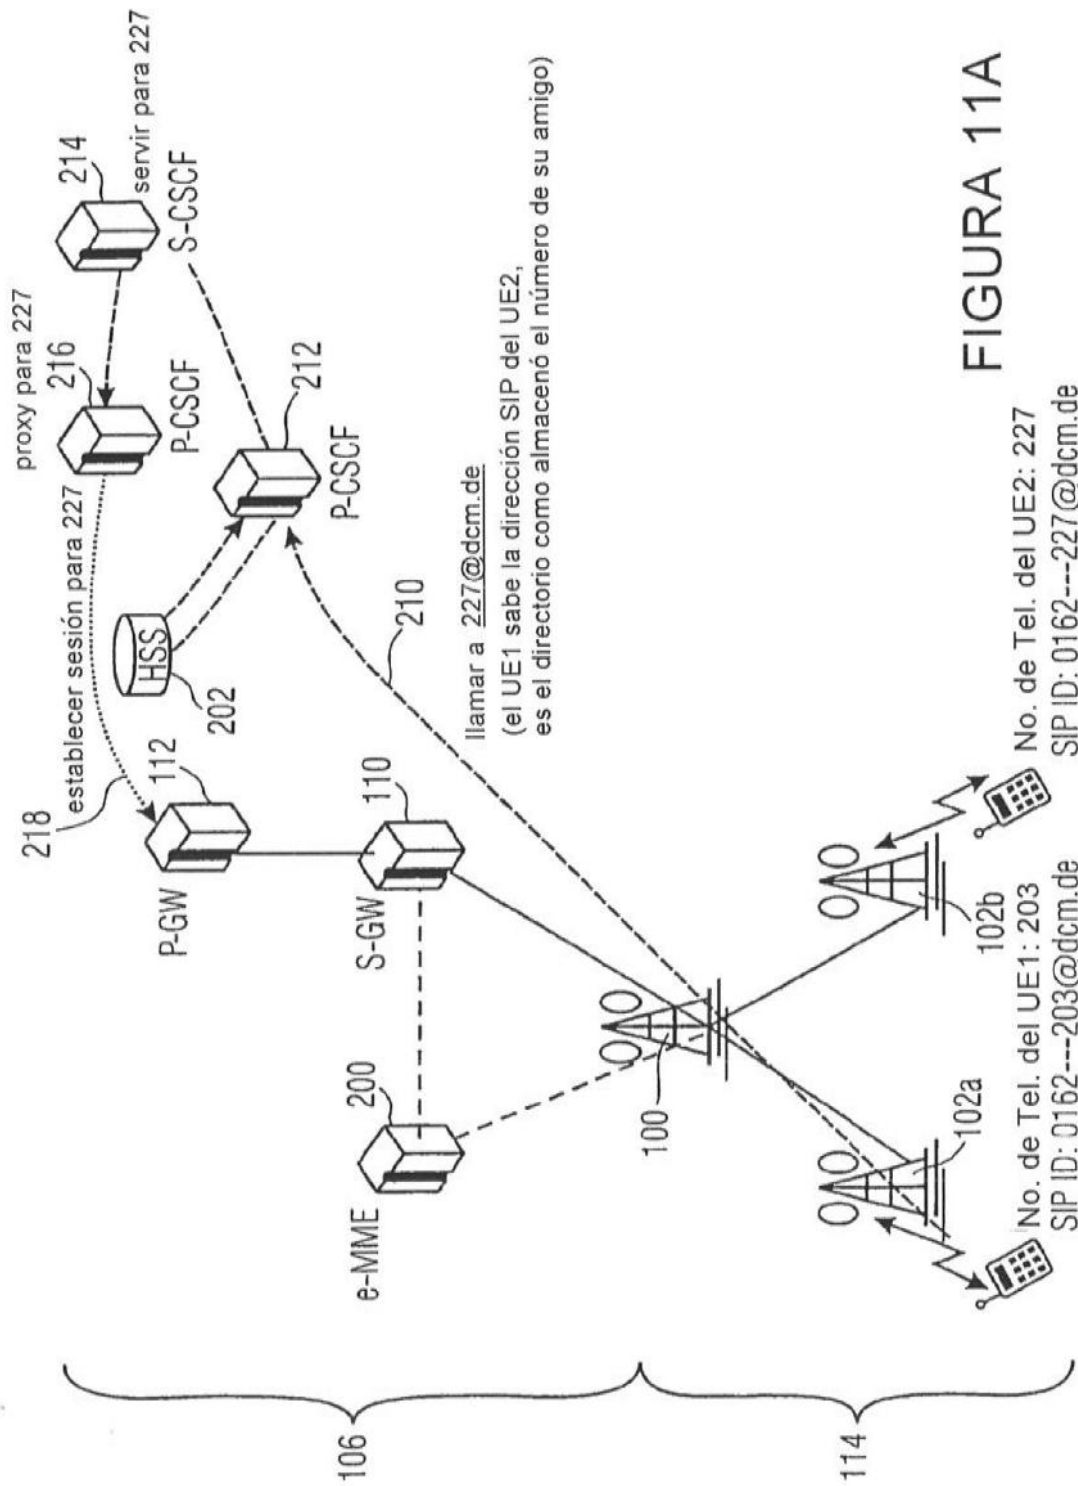 proxy para 227
216
P-CSCF
214
servir para 227
S-CSCF
218
establecer sesión para 227
P-GW
112
HSS
202
212
P-CSCF
e-MME
200
S-GW
110
210
llamar a 227@dcm.de
(el UE1 sabe la dirección SIP del UE2,
es el directorio como almacenó el número de su amigo)
106
100
102a
102b
114
No. de Tel. del UE1: 203
SIP ID: 0162---203@dcm.de
No. de Tel. del UE2: 227
SIP ID: 0162---227@dcm.de
FIGURA 11A